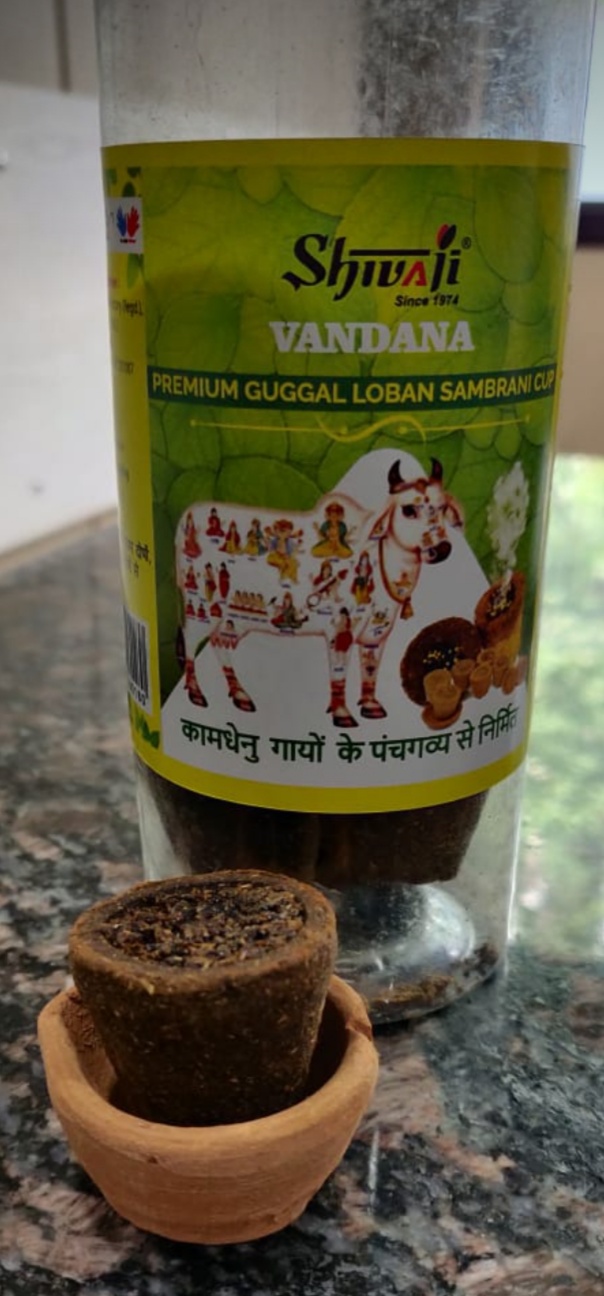 Shivaji®
Since 1974
VANDANA
PREMIUM GUGGAL LOBAN SAMBRANI CUP
कामधेनु गायों के पंचगव्य से निर्मित